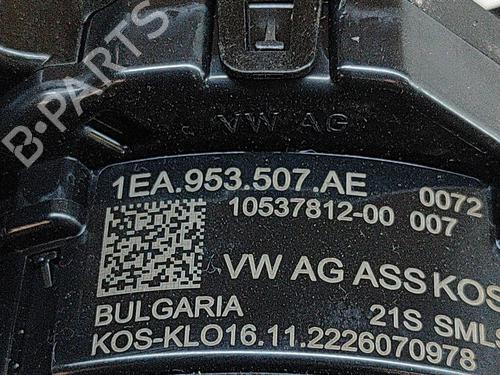 B·PARTS
VW AG
1EA.953.507.AE 0072
10537812-00 007
VW AG ASS KOS
BULGARIA 21S SMLS
KOS-KLO16.11.2226070978